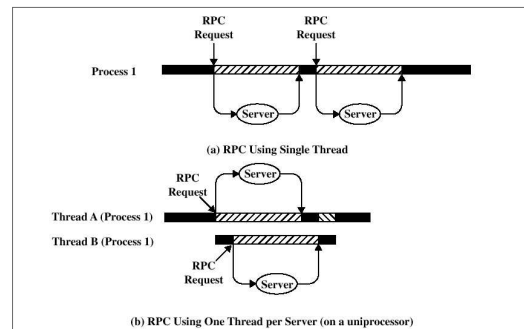 RPC RPC
Request Request
Process 1
Server Server
(a) RPC Using Single Thread
Server
RPC
Request
Thread A (Process 1)
Thread B (Process 1)
RPC
Request
Server
(b) RPC Using One Thread per Server (on a uniprocessor)